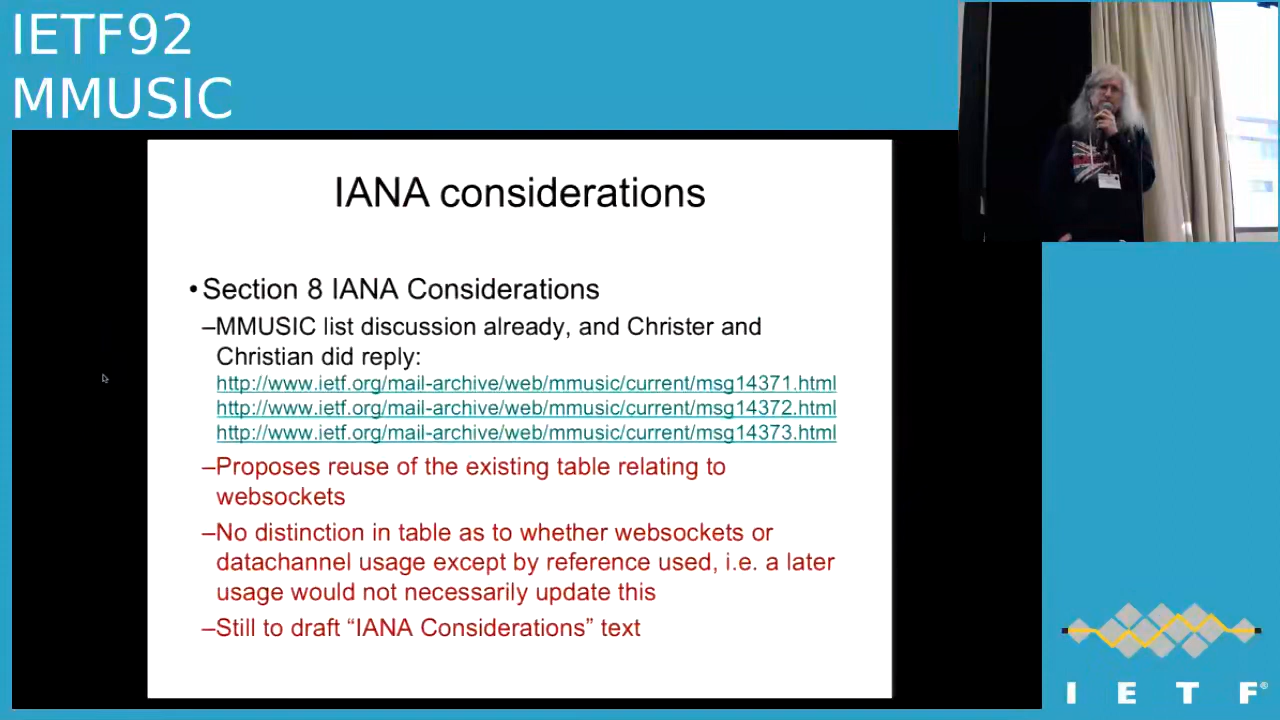 IETF92
MMUSIC
IANA considerations
•Section 8 IANA Considerations
–MMUSIC list discussion already, and Christer and
Christian did reply:
http://www.ietf.org/mail-archive/web/mmusic/current/msg14371.html
http://www.ietf.org/mail-archive/web/mmusic/current/msg14372.html
http://www.ietf.org/mail-archive/web/mmusic/current/msg14373.html
–Proposes reuse of the existing table relating to
websockets
–No distinction in table as to whether websockets or
datachannel usage except by reference used, i.e. a later
usage would not necessarily update this
–Still to draft “IANA Considerations” text
I E T F®